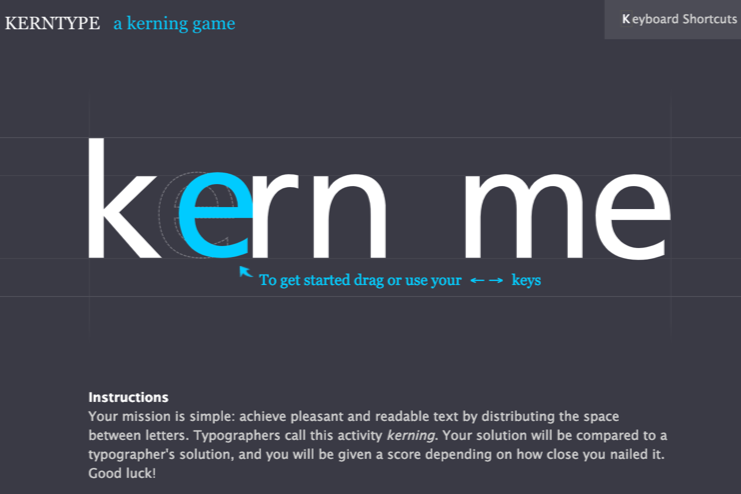 KERNTYPE a kerning game
Keyboard Shortcuts
kern me
To get started drag or use your ←→ keys
Instructions
Your mission is simple: achieve pleasant and readable text by distributing the space
between letters. Typographers call this activity kerning. Your solution will be compared to a
typographer's solution, and you will be given a score depending on how close you nailed it.
Good luck!